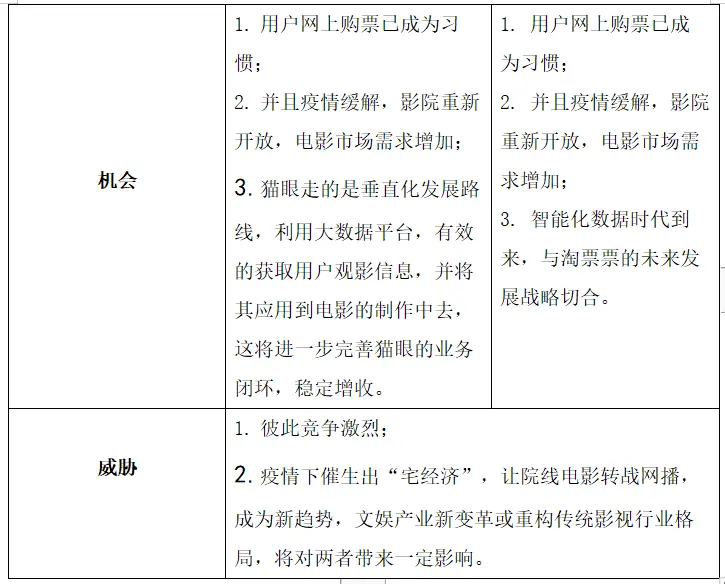 机会
1. 用户网上购票已成为习
惯；
2. 并且疫情缓解，影院重新
开放，电影市场需求增加；
3. 猫眼走的是垂直化发展路
线，利用大数据平台，有效
的获取用户观影信息，并将
其应用到电影的制作中去，
这将进一步完善猫眼的业务
闭环，稳定增收。
1. 用户网上购票已成
为习惯；
2. 并且疫情缓解，影院
重新开放，电影市场需
求增加；
3. 智能化数据时代到
来，与淘票票的未来发
展战略切合。
威胁
1. 彼此竞争激烈；
2. 疫情下催生出“宅经济”，让院线电影转战网播，
成为新趋势，文娱产业新变革或重构传统影视行业格
局，将对两者带来一定影响。